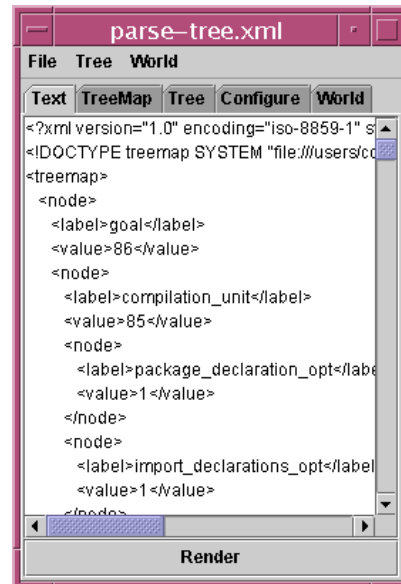 parse-tree.xml
File Tree World
Text TreeMap Tree Configure World
<?xml version="1.0" encoding="iso-8859-1" s
<!DOCTYPE treemap SYSTEM "file:///users/co
<treemap>
<node>
<label>goal</label>
<value>86</value>
<node>
<label>compilation_unit</label>
<value>85</value>
<node>
<label>package_declaration_opt</labe
<value>1</value>
</node>
<node>
<label>import_declarations_opt</label
<value>1</value>
</node>
Render